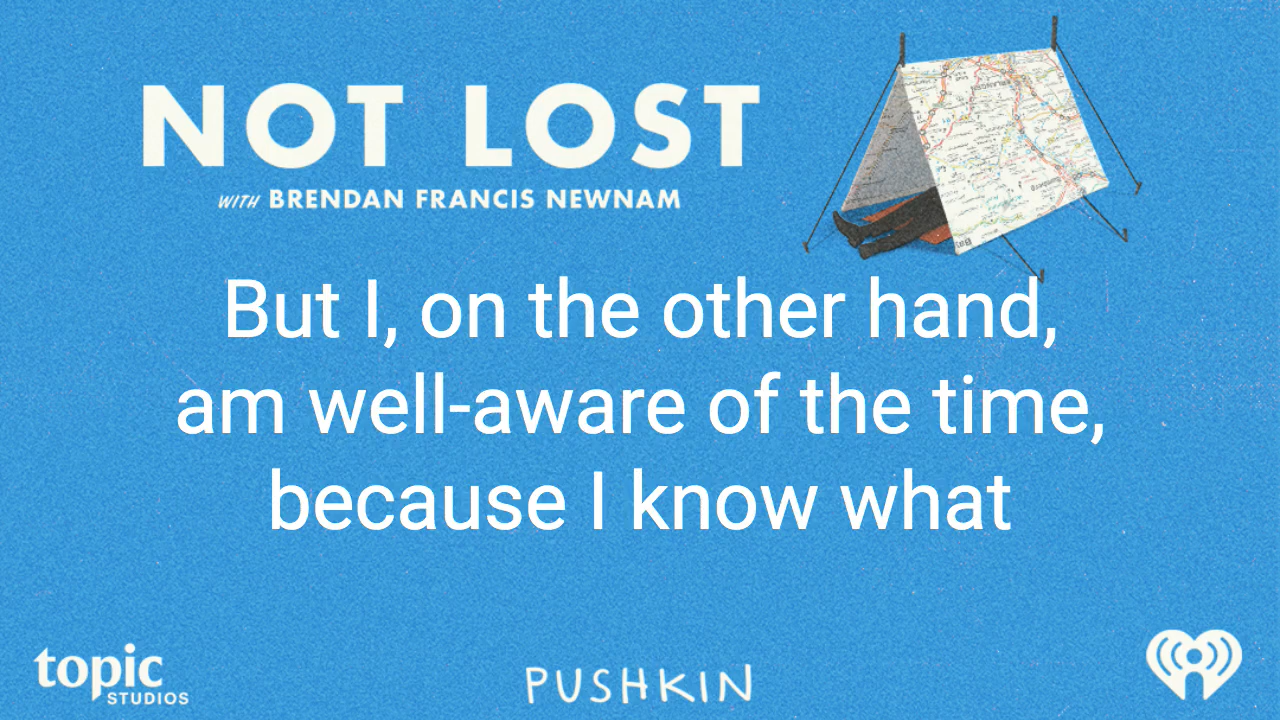 NOT LOST
WITH BRENDAN FRANCIS NEWNAM
But I, on the other hand,
am well-aware of the time,
because I know what
topic
STUDIOS
PUSHKIN